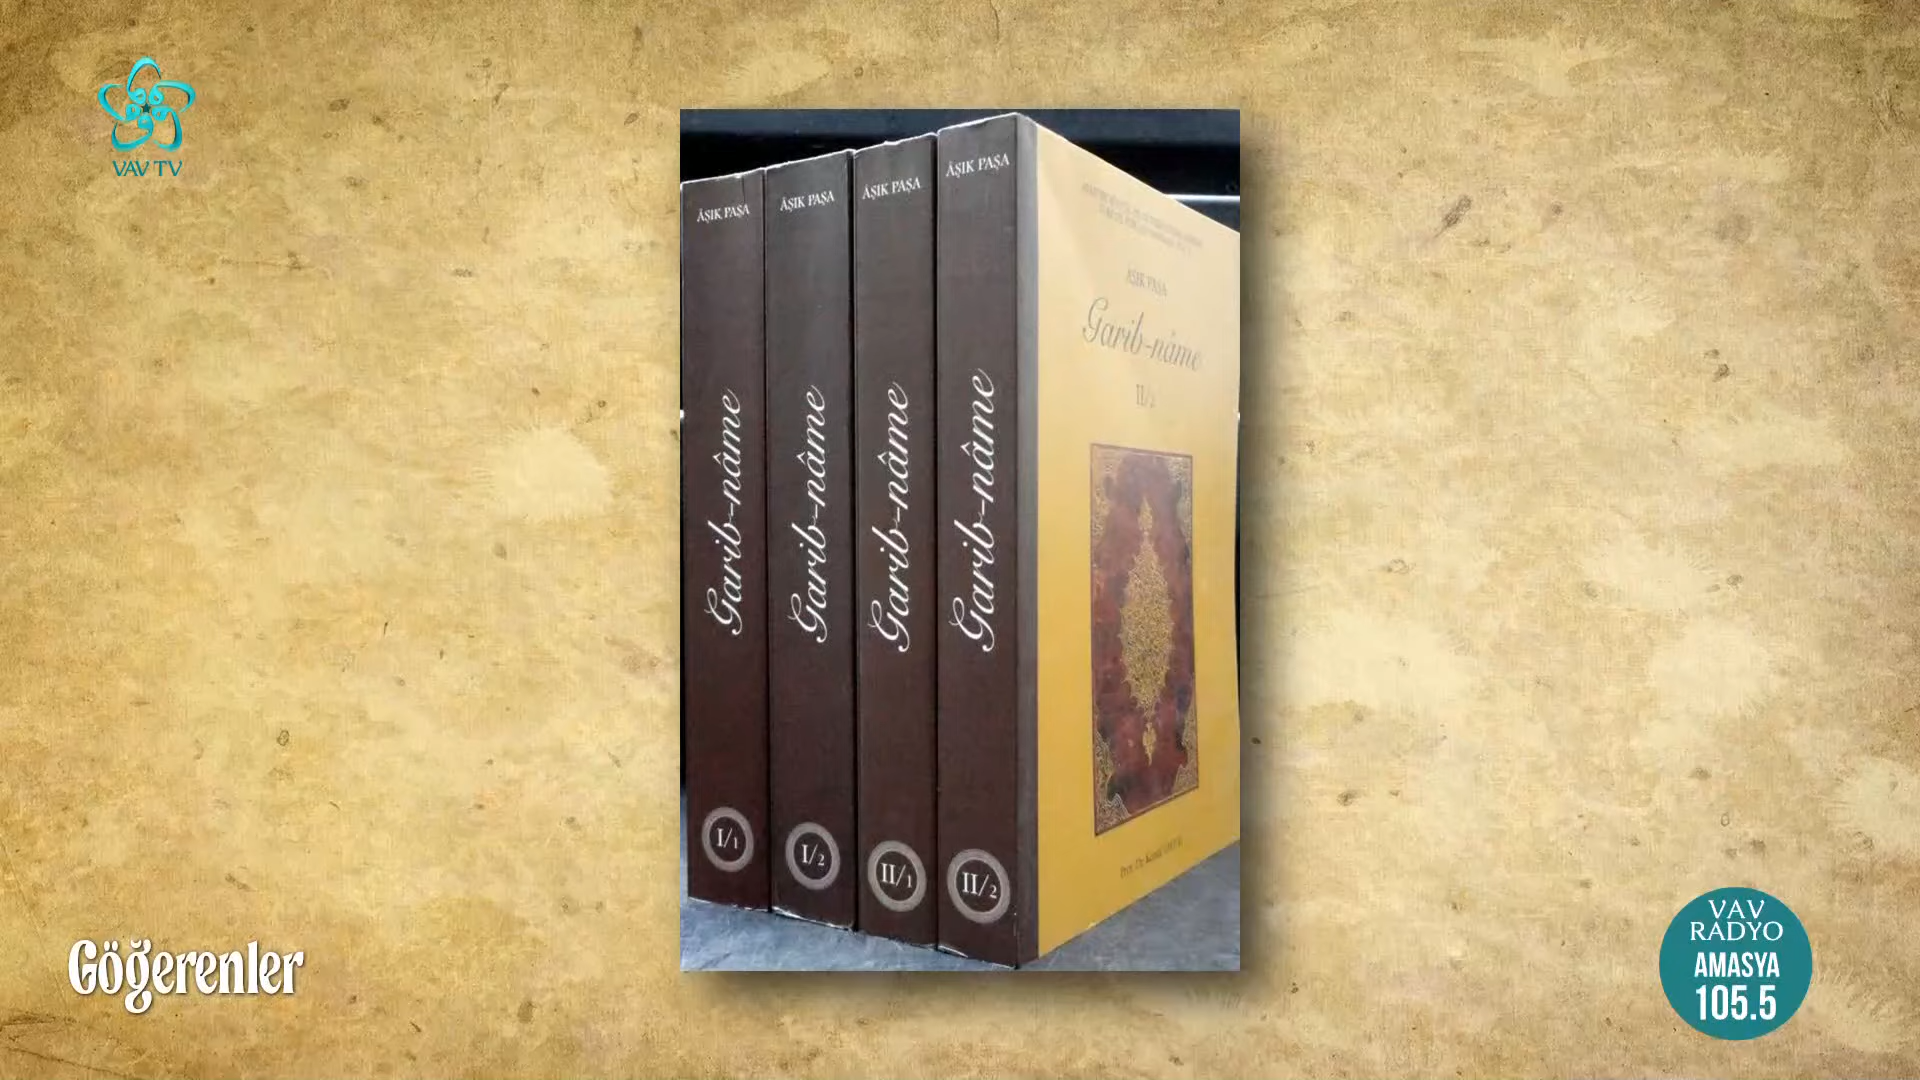 VAV TV
ÂŞIK PAŞA
Garib-nâme
I/1
ÂŞIK PAŞA
Garib-nâme
I/2
ÂŞIK PAŞA
Garib-nâme
II/1
ÂŞIK PAŞA
Garib-nâme
II/2
ÂŞIK PAŞA
Garib-nâme
Göğerenler
VAV
RADYO
AMASYA
105.5